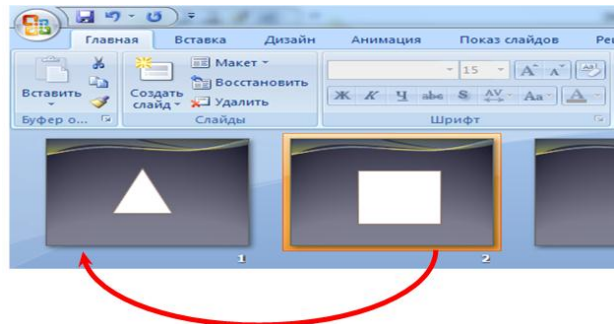 Главная Вставка Дизайн Анимация Показ слайдов
Макет
Восстановить
Удалить
Вставить
Создать
слайд
15
Ж К Ч abc S AV Aa A
Буфер о... Слайды Шрифт
1 2